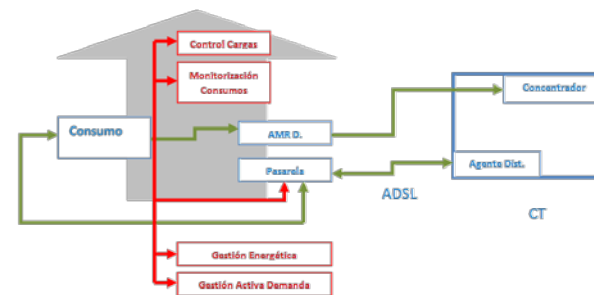 Control Cargas
Monitorización
Consumos
Consumo
AMR D.
Pasarela
Concentrador
Agente Dist.
ADSL
CT
Gestión Energética
Gestión Activa Demanda